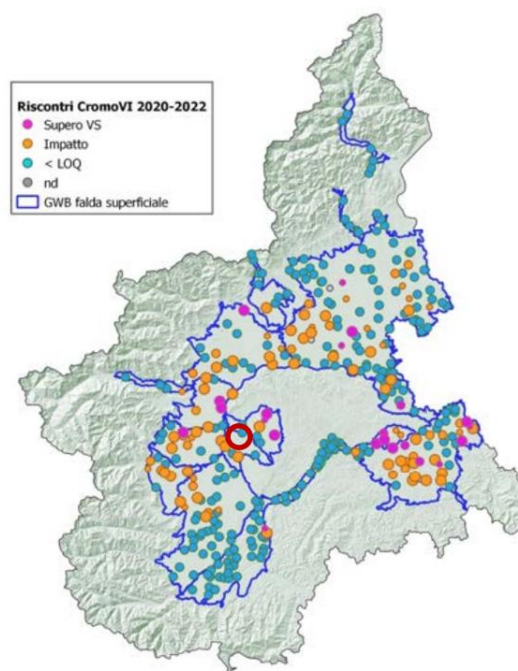 Riscontri CromoVI 2020-2022
Supero VS
Impatto
< LOQ
nd
GWB falda superficiale